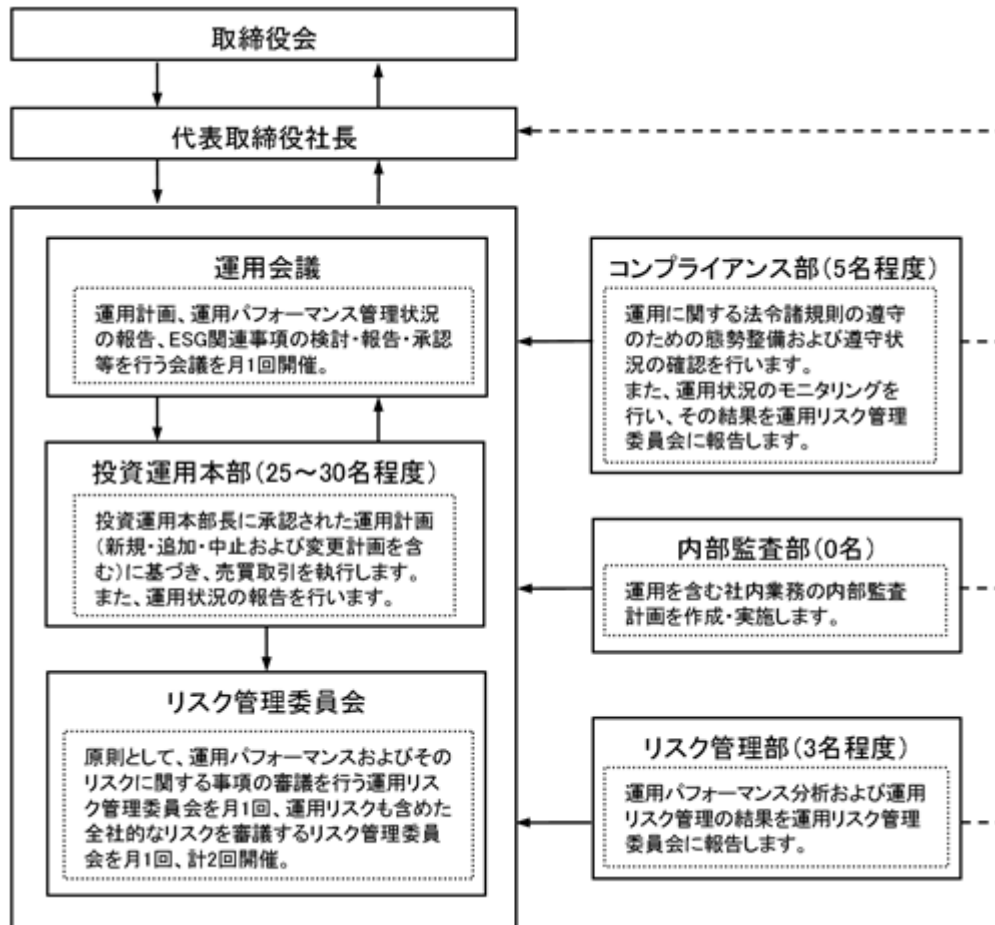 取締役会
代表取締役社長
運用会議
運用計画、運用パフォーマンス管理状況
の報告、ESG関連事項の検討・報告・承認
等を行う会議を月1回開催。
投資運用本部(25～30名程度)
投資運用本部長に承認された運用計画
(新規・追加・中止および変更計画を含
む)に基づき、売買取引を執行します。
また、運用状況の報告を行います。
リスク管理委員会
原則として、運用パフォーマンスおよびその
リスクに関する事項の審議を行う運用リス
ク管理委員会を月1回、運用リスクも含めた
全社的なリスクを審議するリスク管理委員
会を月1回、計2回開催。
コンプライアンス部(5名程度)
運用に関する法令諸規則の遵守
のための態勢整備および遵守状
況の確認を行います。
また、運用状況のモニタリングを
行い、その結果を運用リスク管理
委員会に報告します。
内部監査部(0名)
運用を含む社内業務の内部監査
計画を作成・実施します。
リスク管理部(3名程度)
運用パフォーマンス分析および運用
リスク管理の結果を運用リスク管理
委員会に報告します。